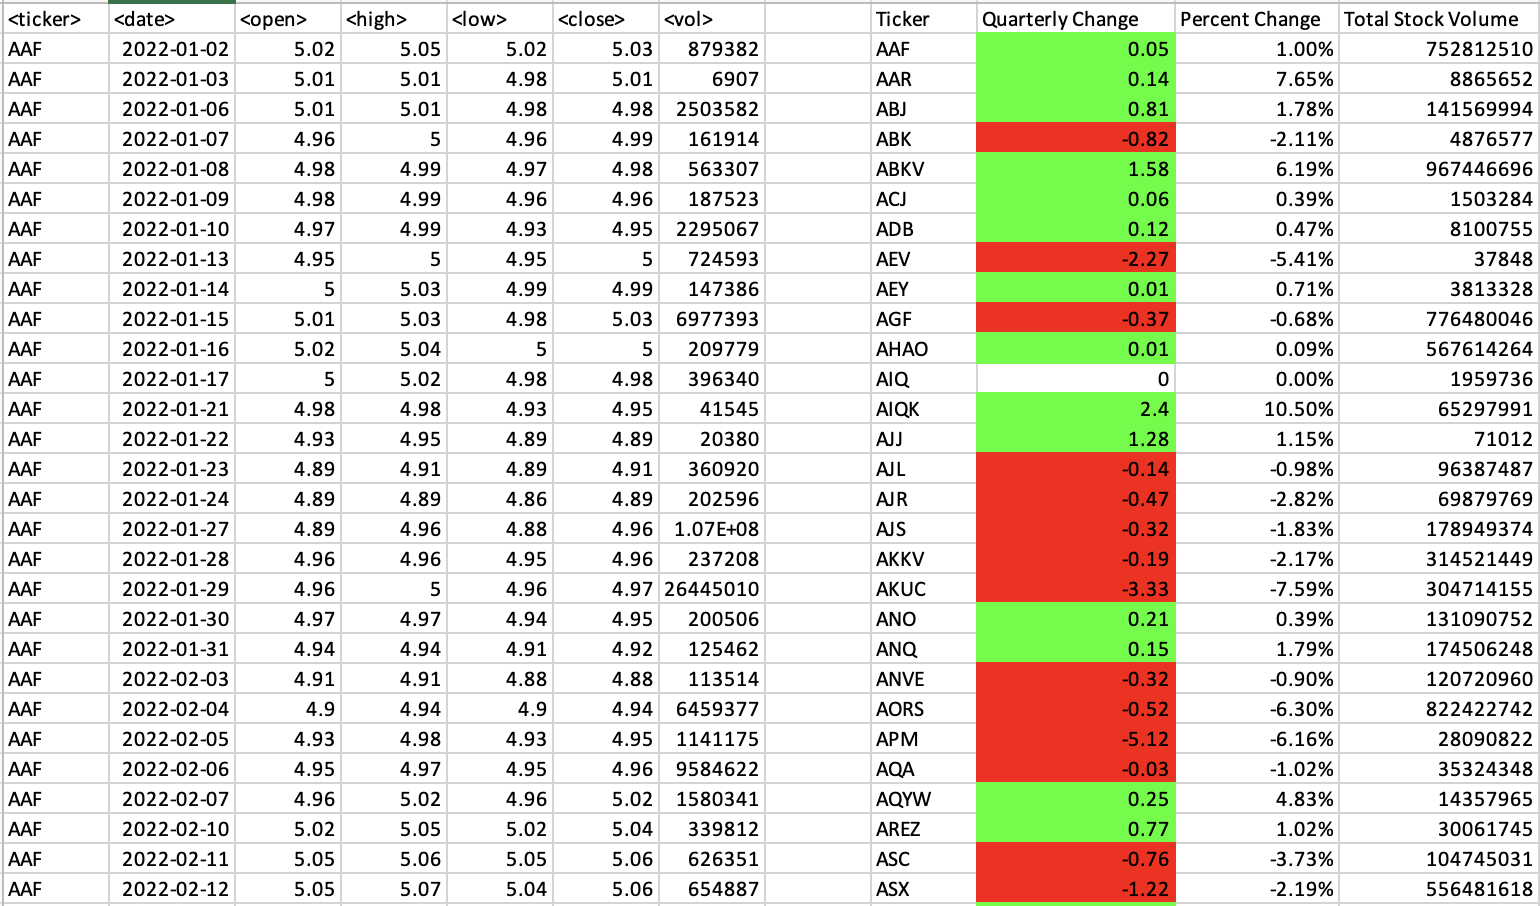 <ticker> <date> <open> <high> <low> <close> <vol> Ticker Quarterly Change Percent Change Total Stock Volume
AAF 2022-01-02 5.02 5.05 5.02 5.03 879382 AAF 0.05 1.00% 752812510
AAF 2022-01-03 5.01 5.01 4.98 5.01 6907 AAR 0.14 7.65% 8865652
AAF 2022-01-06 5.01 5.01 4.98 4.98 2503582 ABJ 0.81 1.78% 141569994
AAF 2022-01-07 4.96 5 4.96 4.99 161914 ABK -0.82 -2.11% 4876577
AAF 2022-01-08 4.98 4.99 4.97 4.98 563307 ABKV 1.58 6.19% 967446696
AAF 2022-01-09 4.98 4.99 4.96 4.96 187523 ACJ 0.06 0.39% 1503284
AAF 2022-01-10 4.97 4.99 4.93 4.95 2295067 ADB 0.12 0.47% 8100755
AAF 2022-01-13 4.95 5 4.95 5 724593 AEV -2.27 -5.41% 37848
AAF 2022-01-14 5 5.03 4.99 4.99 147386 AEY 0.01 0.71% 3813328
AAF 2022-01-15 5.01 5.03 4.98 5.03 6977393 AGF -0.37 -0.68% 776480046
AAF 2022-01-16 5.02 5.04 5 5 209779 AHAO 0.01 0.09% 567614264
AAF 2022-01-17 5 5.02 4.98 4.98 396340 AIQ 0 0.00% 1959736
AAF 2022-01-21 4.98 4.98 4.93 4.95 41545 AIQK 2.4 10.50% 65297991
AAF 2022-01-22 4.93 4.95 4.89 4.89 20380 AJJ 1.28 1.15% 71012
AAF 2022-01-23 4.89 4.91 4.89 4.91 360920 AJL -0.14 -0.98% 96387487
AAF 2022-01-24 4.89 4.89 4.86 4.89 202596 AJR -0.47 -2.82% 69879769
AAF 2022-01-27 4.89 4.96 4.88 4.96 1.07E+08 AJS -0.32 -1.83% 178949374
AAF 2022-01-28 4.96 4.96 4.95 4.96 237208 AKKV -0.19 -2.17% 314521449
AAF 2022-01-29 4.96 5 4.96 4.97 26445010 AKUC -3.33 -7.59% 304714155
AAF 2022-01-30 4.97 4.97 4.94 4.95 200506 ANO 0.21 0.39% 131090752
AAF 2022-01-31 4.94 4.94 4.91 4.92 125462 ANQ 0.15 1.79% 174506248
AAF 2022-02-03 4.91 4.91 4.88 4.88 113514 ANVE -0.32 -0.90% 120720960
AAF 2022-02-04 4.9 4.94 4.9 4.94 6459377 AORS -0.52 -6.30% 822422742
AAF 2022-02-05 4.93 4.98 4.93 4.95 1141175 APM -5.12 -6.16% 28090822
AAF 2022-02-06 4.95 4.97 4.95 4.96 9584622 AQA -0.03 -1.02% 35324348
AAF 2022-02-07 4.96 5.02 4.96 5.02 1580341 AQYW 0.25 4.83% 14357965
AAF 2022-02-10 5.02 5.05 5.02 5.04 339812 AREZ 0.77 1.02% 30061745
AAF 2022-02-11 5.05 5.06 5.05 5.06 626351 ASC -0.76 -3.73% 104745031
AAF 2022-02-12 5.05 5.07 5.04 5.06 654887 ASX -1.22 -2.19% 556481618